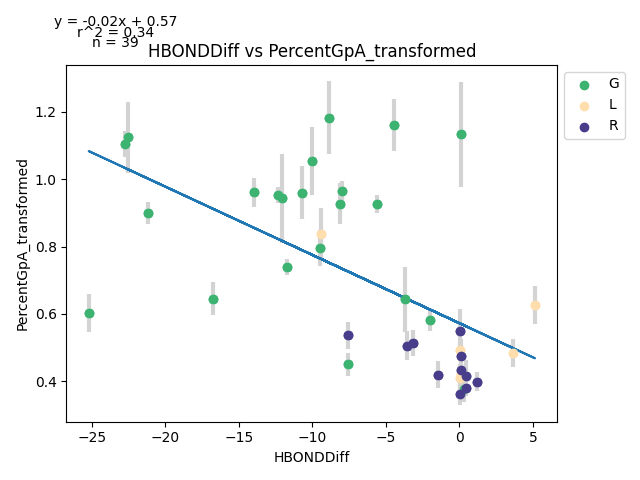 y = -0.02x + 0.57
r^2 = 0.34
n = 39
HBONDDiff vs PercentGpA_transformed
G
L
R
PercentGpA_transformed
1.2
1.0
0.8
0.6
0.4
−25 −20 −15 −10 −5 0 5
HBONDDiff